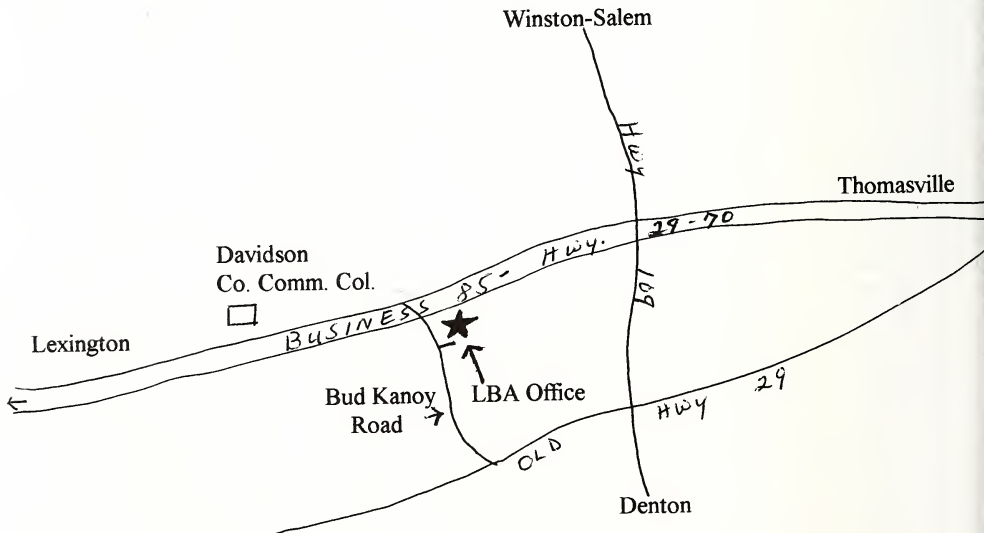 Winston-Salem
Hwy
Thomasville
29-70
Hwy.
85-
BUSINESS
Davidson
Co. Comm. Col.
109
Lexington
Bud Kanoy
Road
LBA Office
29
HWY
OLD
Denton